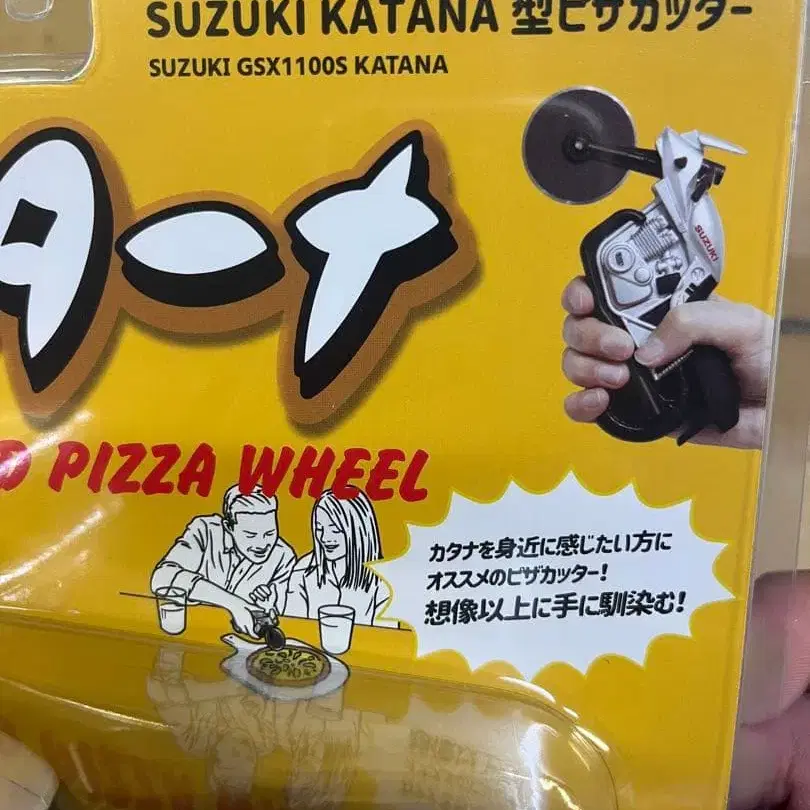 SUZUKI KATANA 型ピザカッター
SUZUKI GSX1100S KATANA
ターナ
SUZUKI
PIZZA WHEEL
カタナを身近に感じたい方に
オススメのピザカッター!
想像以上に手に馴染む!